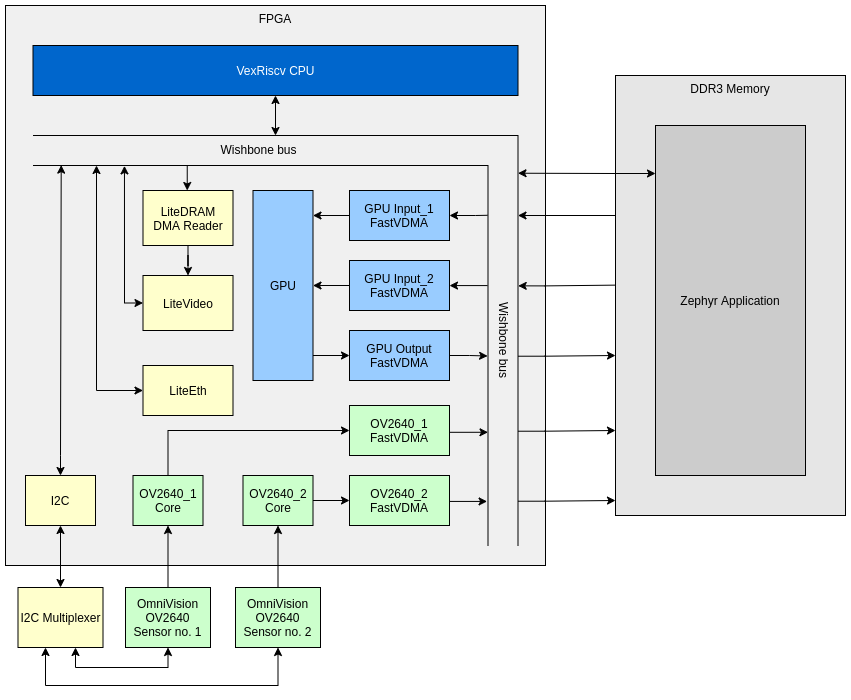 FPGA
VexRiscv CPU
DDR3 Memory
Wishbone bus
LiteDRAM
DMA Reader
GPU Input_1
FastVDMA
GPU
GPU Input_2
FastVDMA
LiteVideo
Zephyr Application
Wishbone bus
GPU Output
FastVDMA
LiteEth
OV2640_1
FastVDMA
I2C
OV2640_1
Core
OV2640_2
Core
OV2640_2
FastVDMA
I2C Multiplexer
OmniVision
OV2640
Sensor no. 1
OmniVision
OV2640
Sensor no. 2